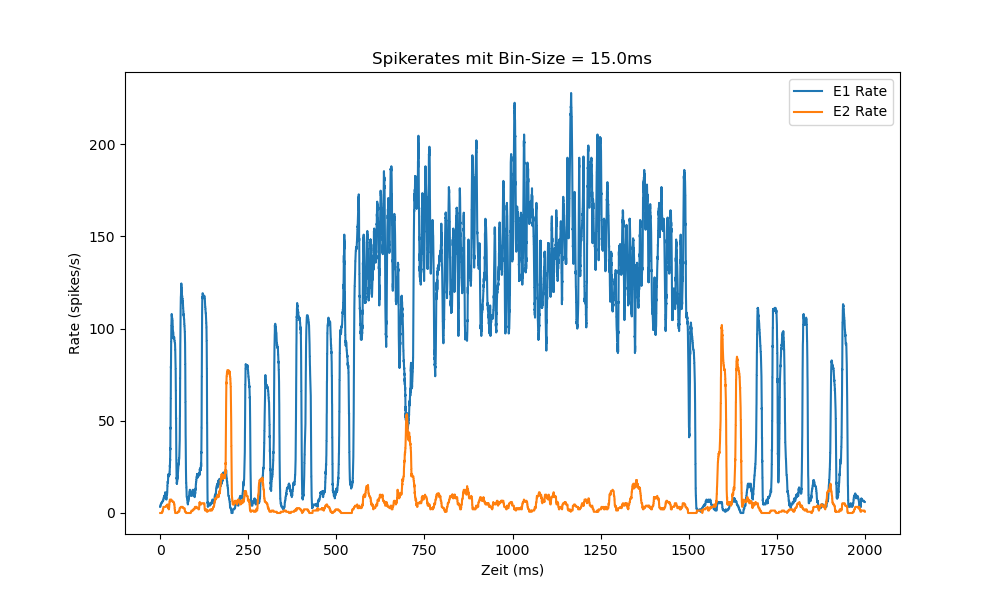 Spikerates mit Bin-Size = 15.0ms
E1 Rate
E2 Rate
200
150
100
50
0
Rate (spikes/s)
0 250 500 750 1000 1250 1500 1750 2000
Zeit (ms)